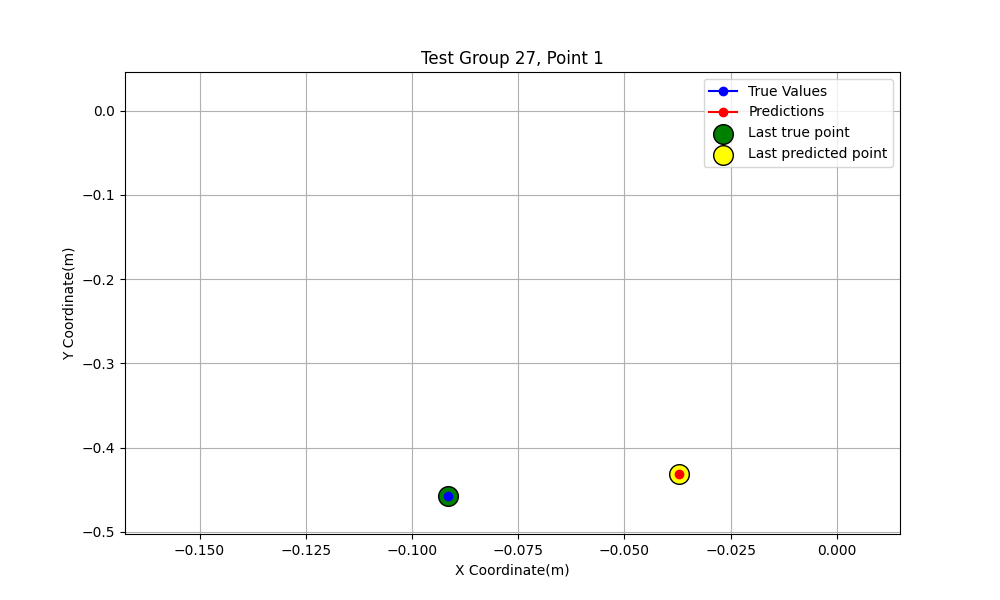 Test Group 27, Point 1
True Values
Predictions
Last true point
Last predicted point
0.0
−0.1
−0.2
−0.3
−0.4
−0.5
Y Coordinate(m)
−0.150
−0.125
−0.100
−0.075
−0.050
−0.025
0.000
X Coordinate(m)